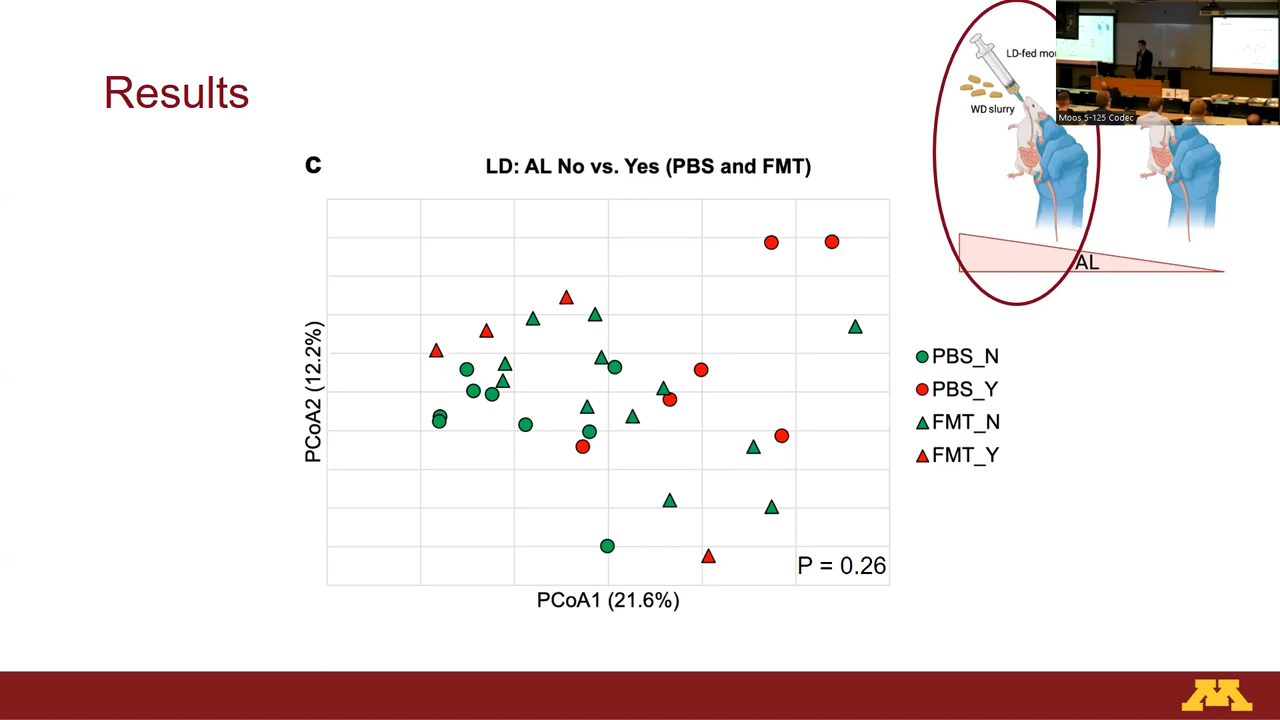 Results
LD-fed
WD slurry
Moos 5-125 Codec
AL
C
LD: AL No vs. Yes (PBS and FMT)
PCoA2 (12.2%)
PBS_N
PBS_Y
FMT_N
FMT_Y
P = 0.26
PCoA1 (21.6%)
M